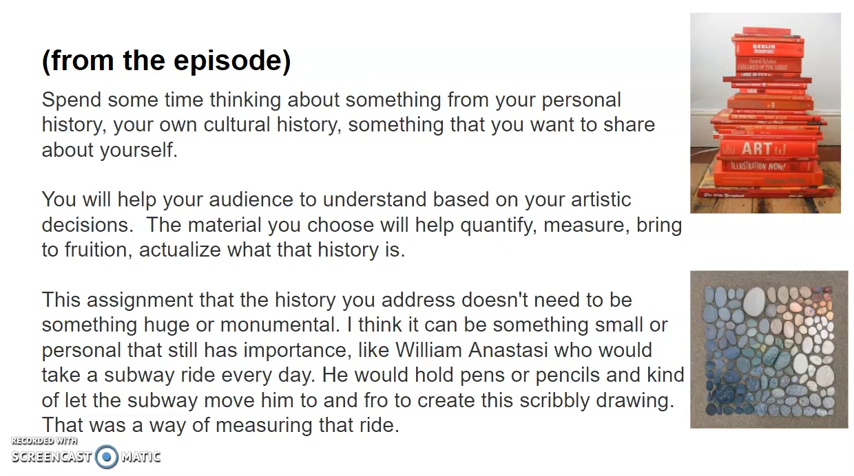 (from the episode)
Spend some time thinking about something from your personal
history, your own cultural history, something that you want to share
about yourself.
You will help your audience to understand based on your artistic
decisions.  The material you choose will help quantify, measure, bring
to fruition, actualize what that history is.
This assignment that the history you address doesn't need to be
something huge or monumental. I think it can be something small or
personal that still has importance, like William Anastasi who would
take a subway ride every day. He would hold pens or pencils and kind
of let the subway move him to and fro to create this scribbly drawing.
That was a way of measuring that ride.
BERLIN
ART
ILLUSTRATION NOW!
RECORDED WITH
SCREENCAST MATIC